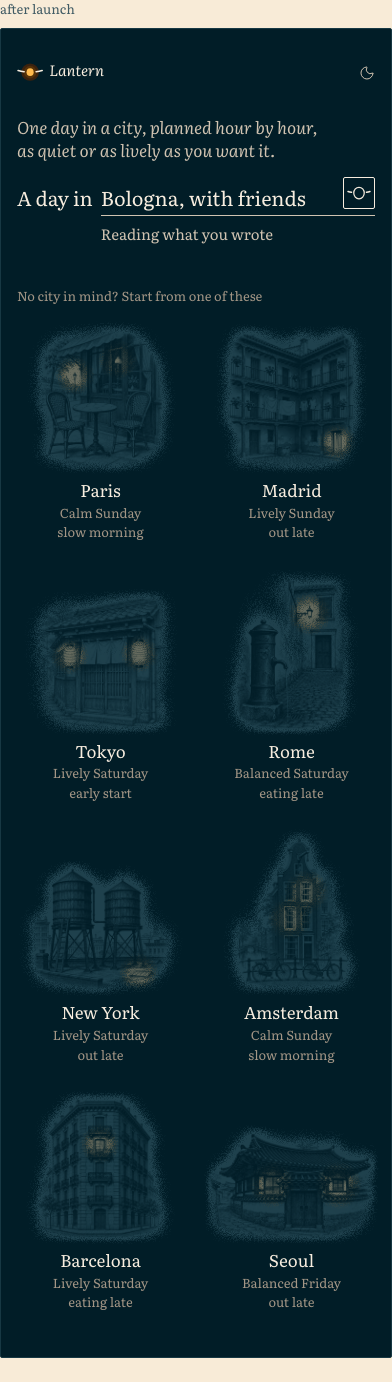 after launch
Lantern
One day in a city, planned hour by hour,
as quiet or as lively as you want it.
A day in Bologna, with friends
Reading what you wrote
No city in mind? Start from one of these
Paris
Calm Sunday
slow morning
Madrid
Lively Sunday
out late
Tokyo
Lively Saturday
early start
Rome
Balanced Saturday
eating late
New York
Lively Saturday
out late
Amsterdam
Calm Sunday
slow morning
Barcelona
Lively Saturday
eating late
Seoul
Balanced Friday
out late